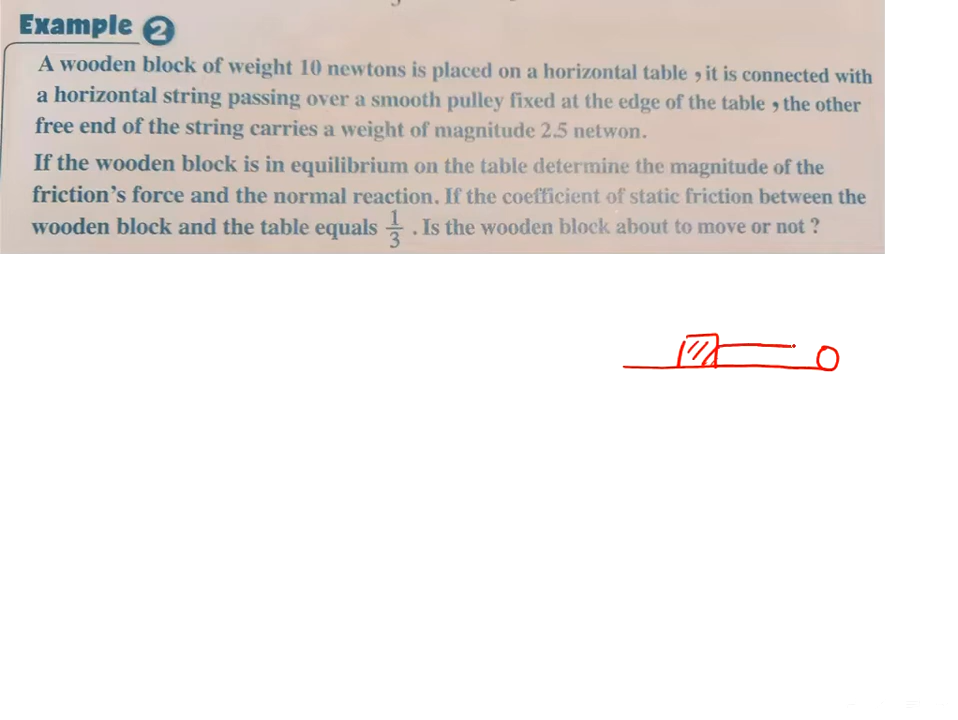 Example 2
A wooden block of weight 10 newtons is placed on a horizontal table , it is connected with
a horizontal string passing over a smooth pulley fixed at the edge of the table , the other
free end of the string carries a weight of magnitude 2.5 netwon.
If the wooden block is in equilibrium on the table determine the magnitude of the
friction's force and the normal reaction. If the coefficient of static friction between the
wooden block and the table equals 1/3 . Is the wooden block about to move or not ?